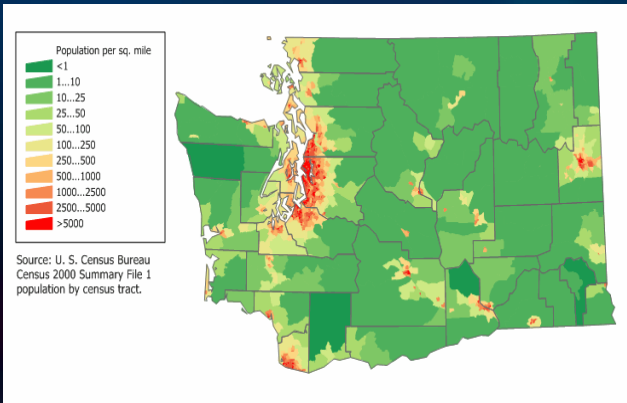 Population per sq. mile
<1
1...10
10...25
25...50
50...100
100...250
250...500
500...1000
1000...2500
2500...5000
>5000
Source: U. S. Census Bureau
Census 2000 Summary File 1
population by census tract.